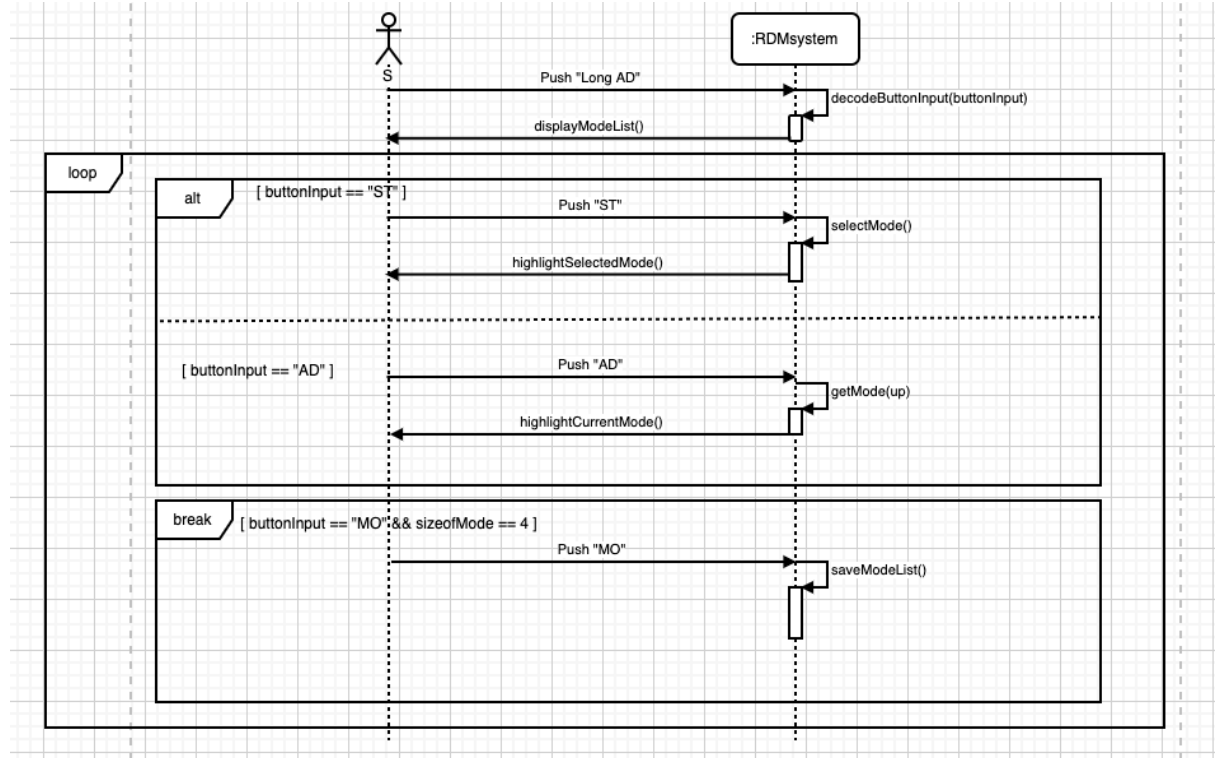 :RDMsystem
S
Push "Long AD"
decodeButtonInput(buttonInput)
displayModeList()
loop
alt
[ buttonInput == "ST" ]
Push "ST"
selectMode()
highlightSelectedMode()
[ buttonInput == "AD" ]
Push "AD"
getMode(up)
highlightCurrentMode()
break
[ buttonInput == "MO" && sizeofMode == 4 ]
Push "MO"
saveModeList()